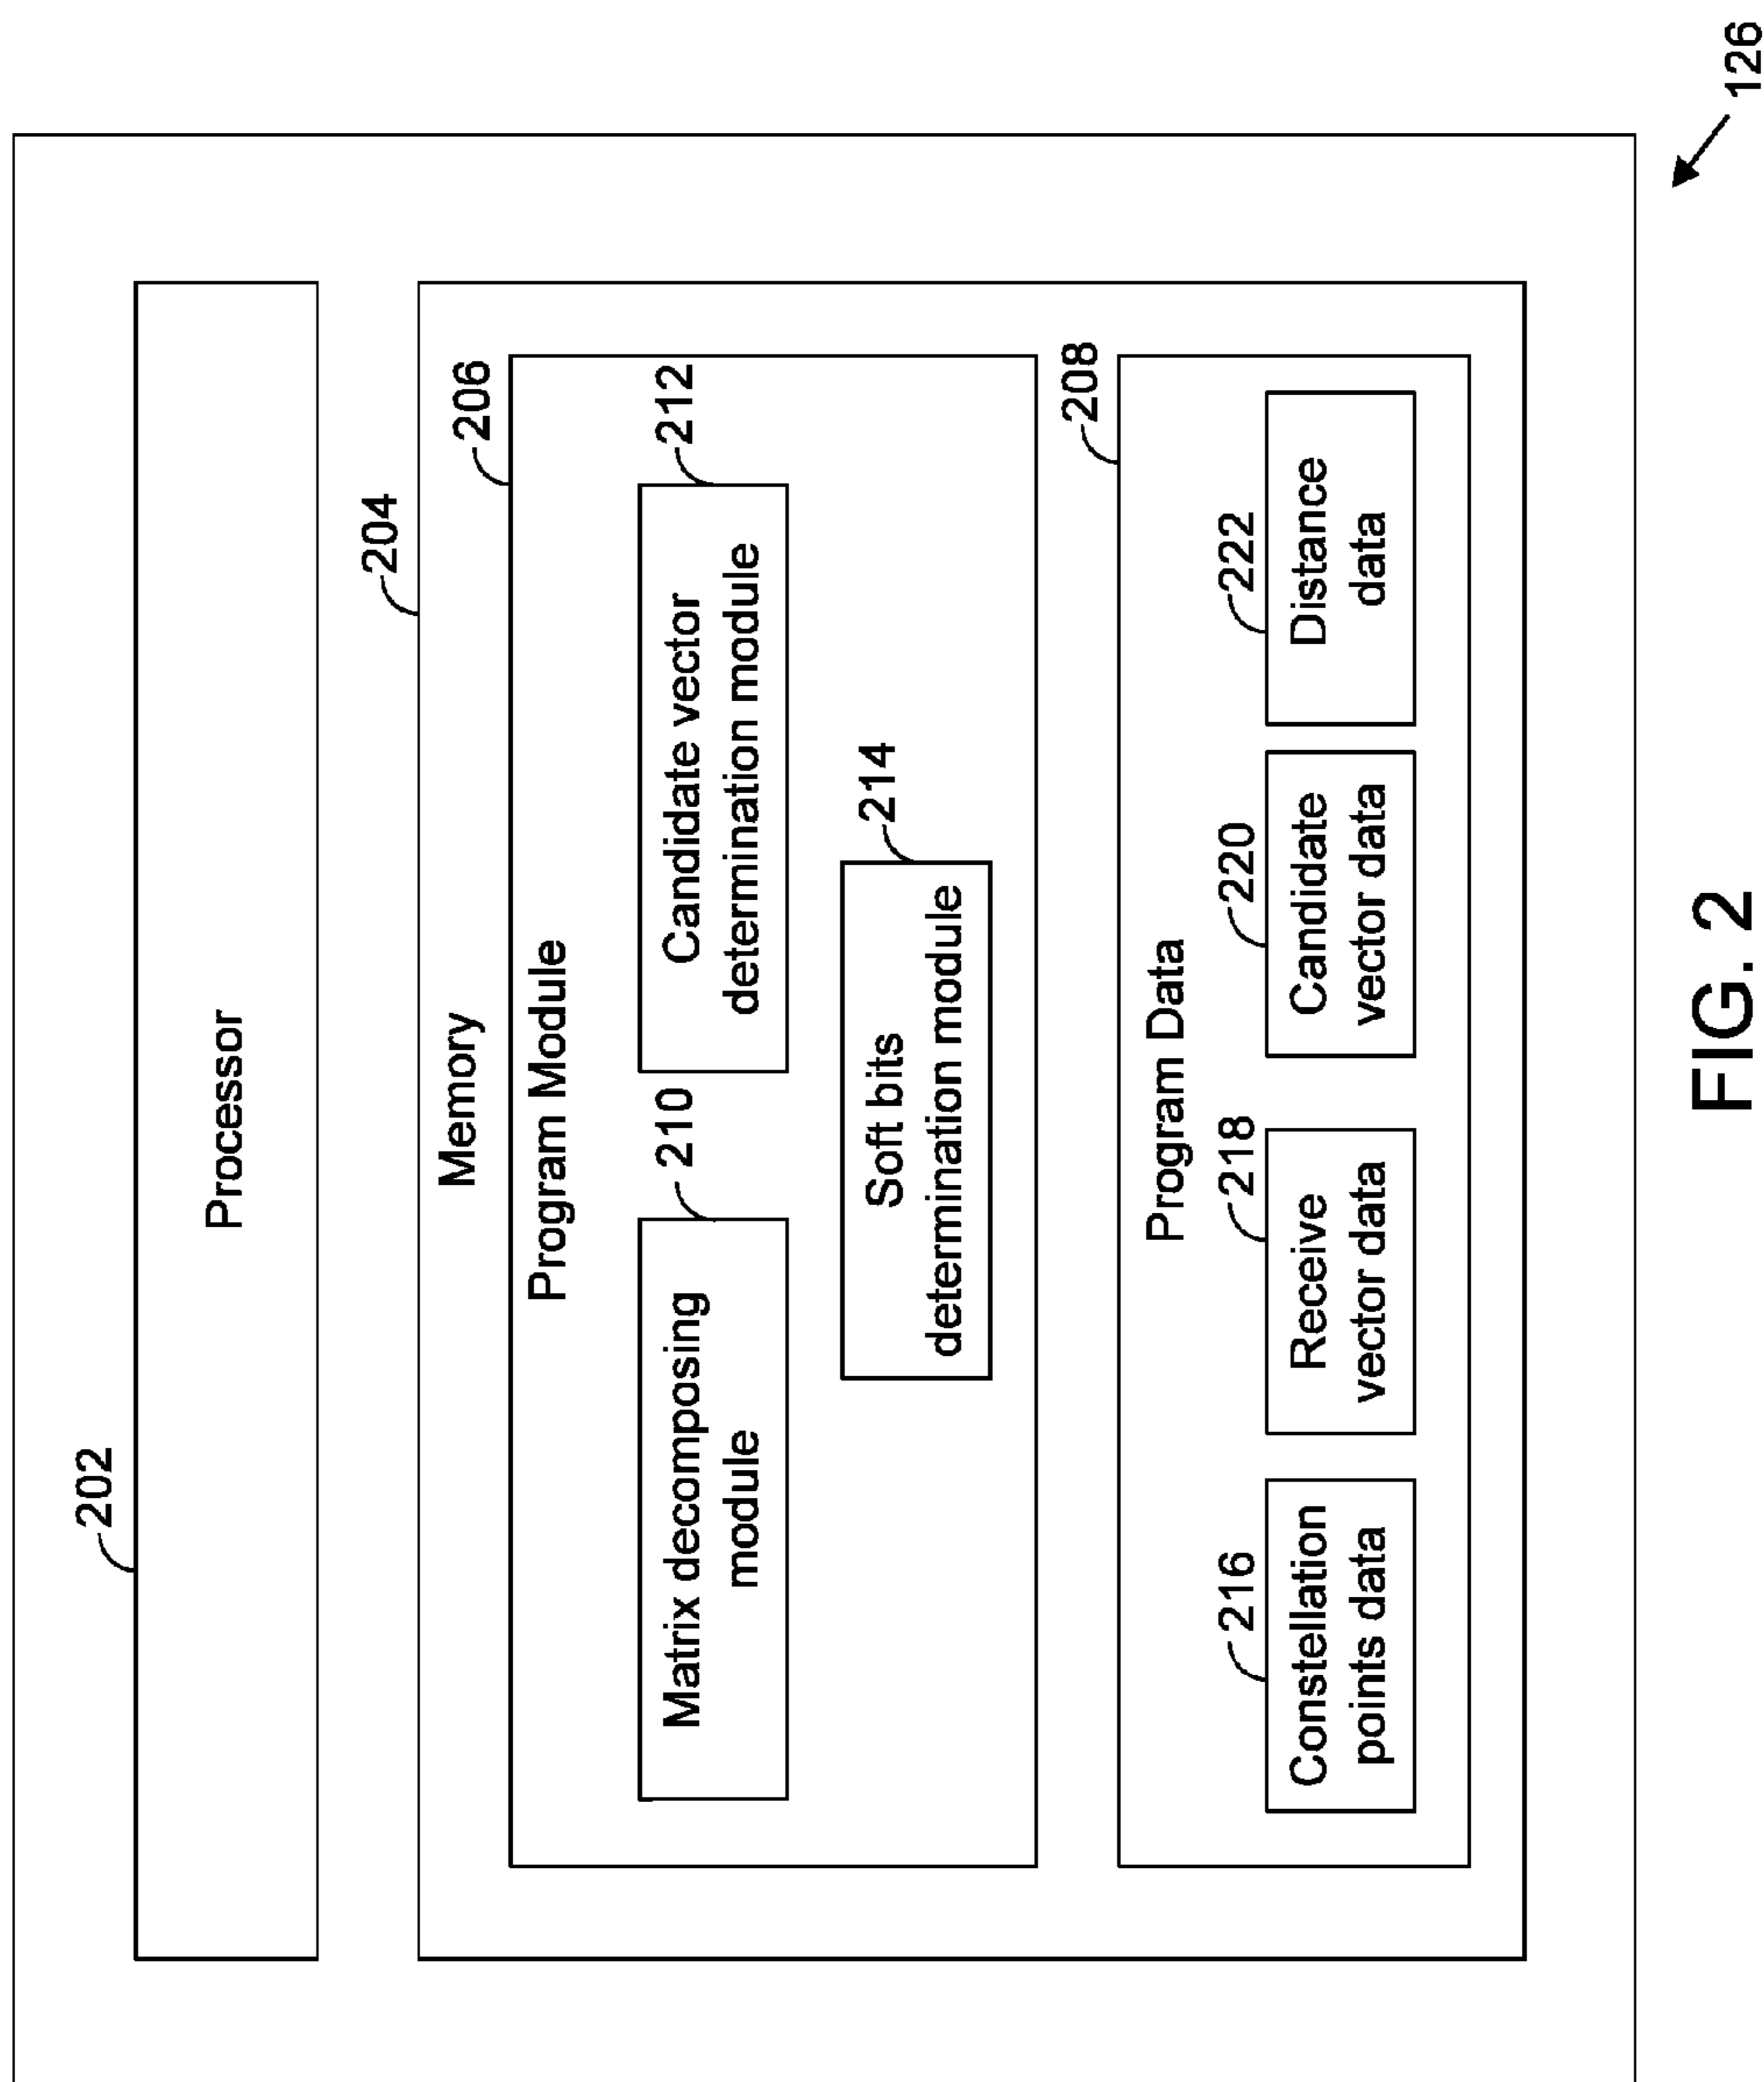 202
Processor
204
Memory
206
Program Module
210
212
Matrix decomposing
module
Candidate vector
determination module
214
Soft bits
determination module
208
Program Data
216
218
220
222
Constellation
points data
Receive
vector data
Candidate
vector data
Distance
data
126
FIG. 2